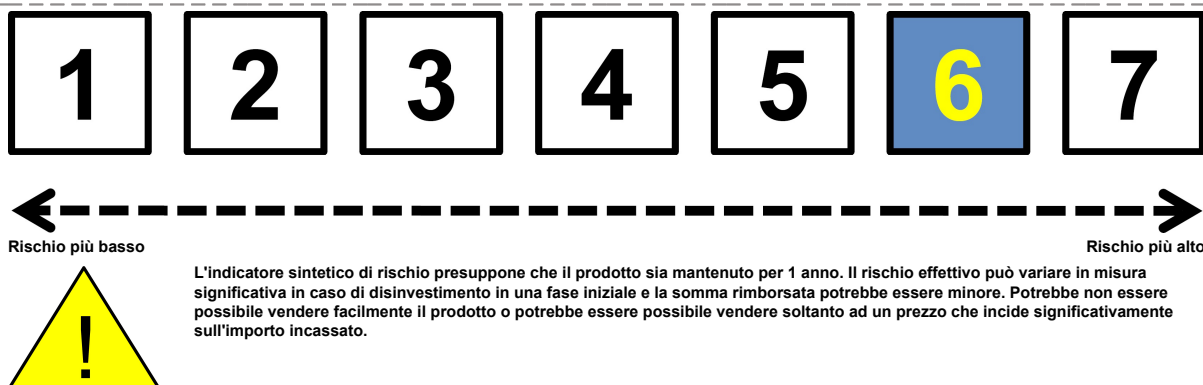 1 2 3 4 5 6 7
Rischio più basso Rischio più alto
L'indicatore sintetico di rischio presuppone che il prodotto sia mantenuto per 1 anno. Il rischio effettivo può variare in misura
significativa in caso di disinvestimento in una fase iniziale e la somma rimborsata potrebbe essere minore. Potrebbe non essere
possibile vendere facilmente il prodotto o potrebbe essere possibile vendere soltanto ad un prezzo che incide significativamente
sull'importo incassato.
!